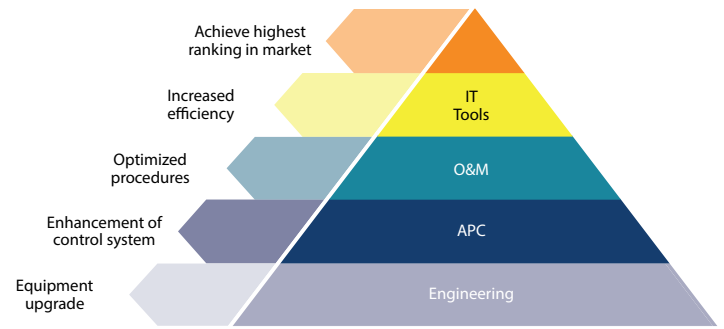 Achieve highest
ranking in market
Increased
efficiency
IT
Tools
Optimized
procedures
O&M
Enhancement of
control system
APC
Equipment
upgrade
Engineering